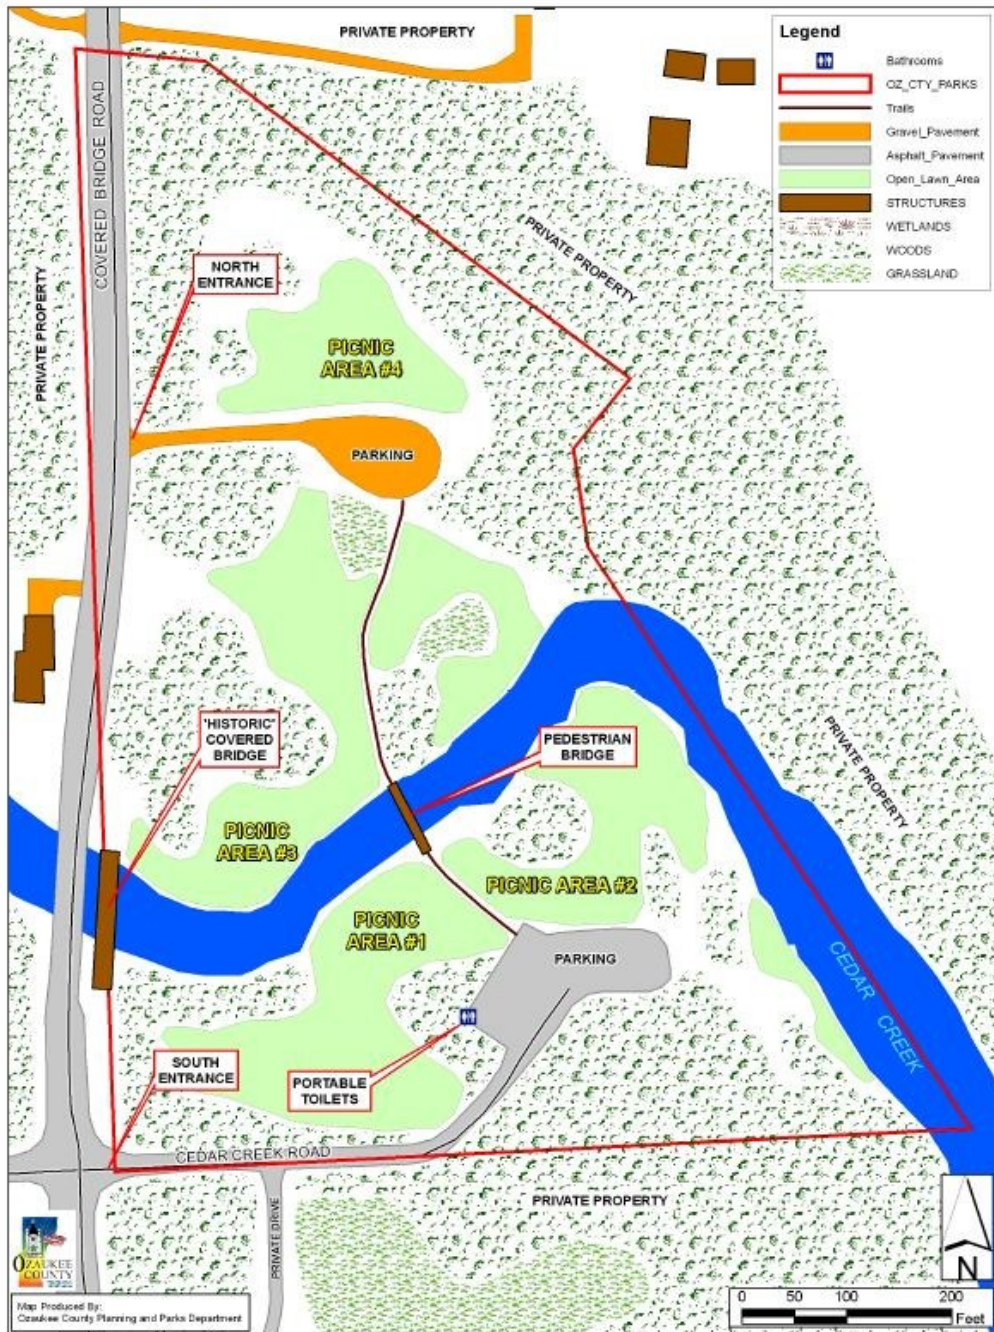 PRIVATE PROPERTY
Legend
Bathrooms
OZ_CTY_PARKS
Trails
Gravel_Pavement
Asphalt_Pavement
Open_Lawn_Area
STRUCTURES
WETLANDS
WOODS
GRASSLAND
COVERED BRIDGE ROAD
PRIVATE PROPERTY
PRIVATE PROPERTY
NORTH
ENTRANCE
PICNIC
AREA #4
PARKING
"HISTORIC"
COVERED
BRIDGE
PEDESTRIAN
BRIDGE
PRIVATE PROPERTY
PICNIC
AREA #3
PICNIC AREA #2
PICNIC
AREA #1
PARKING
CEDAR CREEK
SOUTH
ENTRANCE
PORTABLE
TOILETS
CEDAR CREEK ROAD
PRIVATE DRIVE
PRIVATE PROPERTY
N
OZAUKEE
COUNTY
0 50 100 200
Feet
Map Produced By:
Ozaukee County Planning and Parks Department